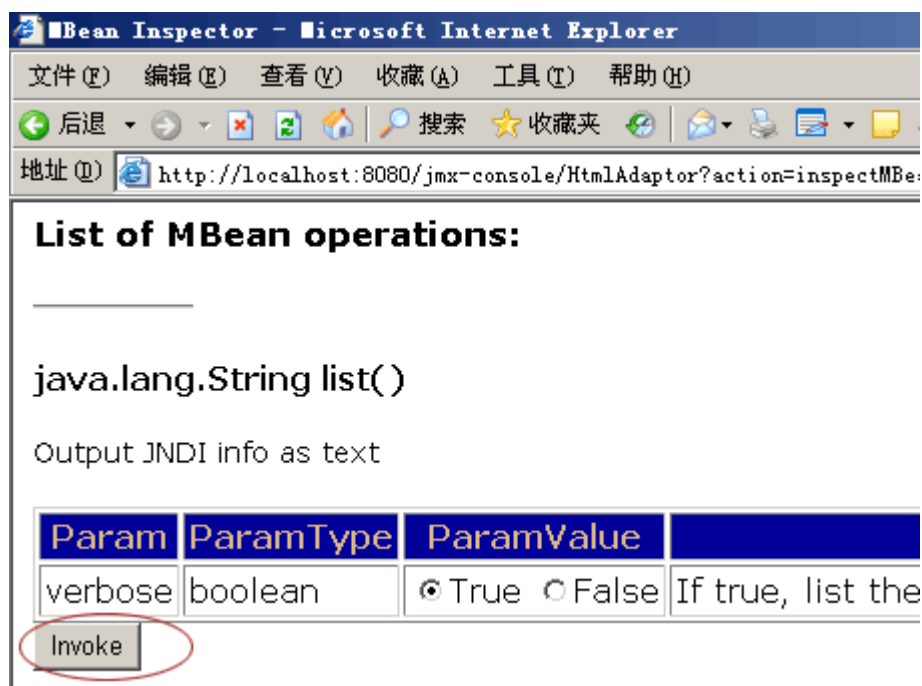 MBean Inspector - Microsoft Internet Explorer
文件(F) 编辑(E) 查看(V) 收藏(A) 工具(T) 帮助(H)
后退 搜索 收藏夹
地址(D) http://localhost:8080/jmx-console/HtmlAdaptor?action=inspectMBe
List of MBean operations:
java.lang.String list()
Output JNDI info as text
Param ParamType ParamValue
verbose boolean True False If true, list the
Invoke